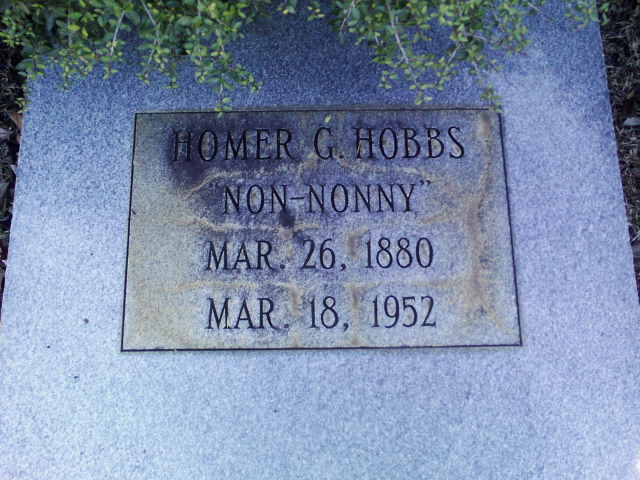 HOMER G. HOBBS
"NON-NONNY"
MAR. 26, 1880
MAR. 18, 1952